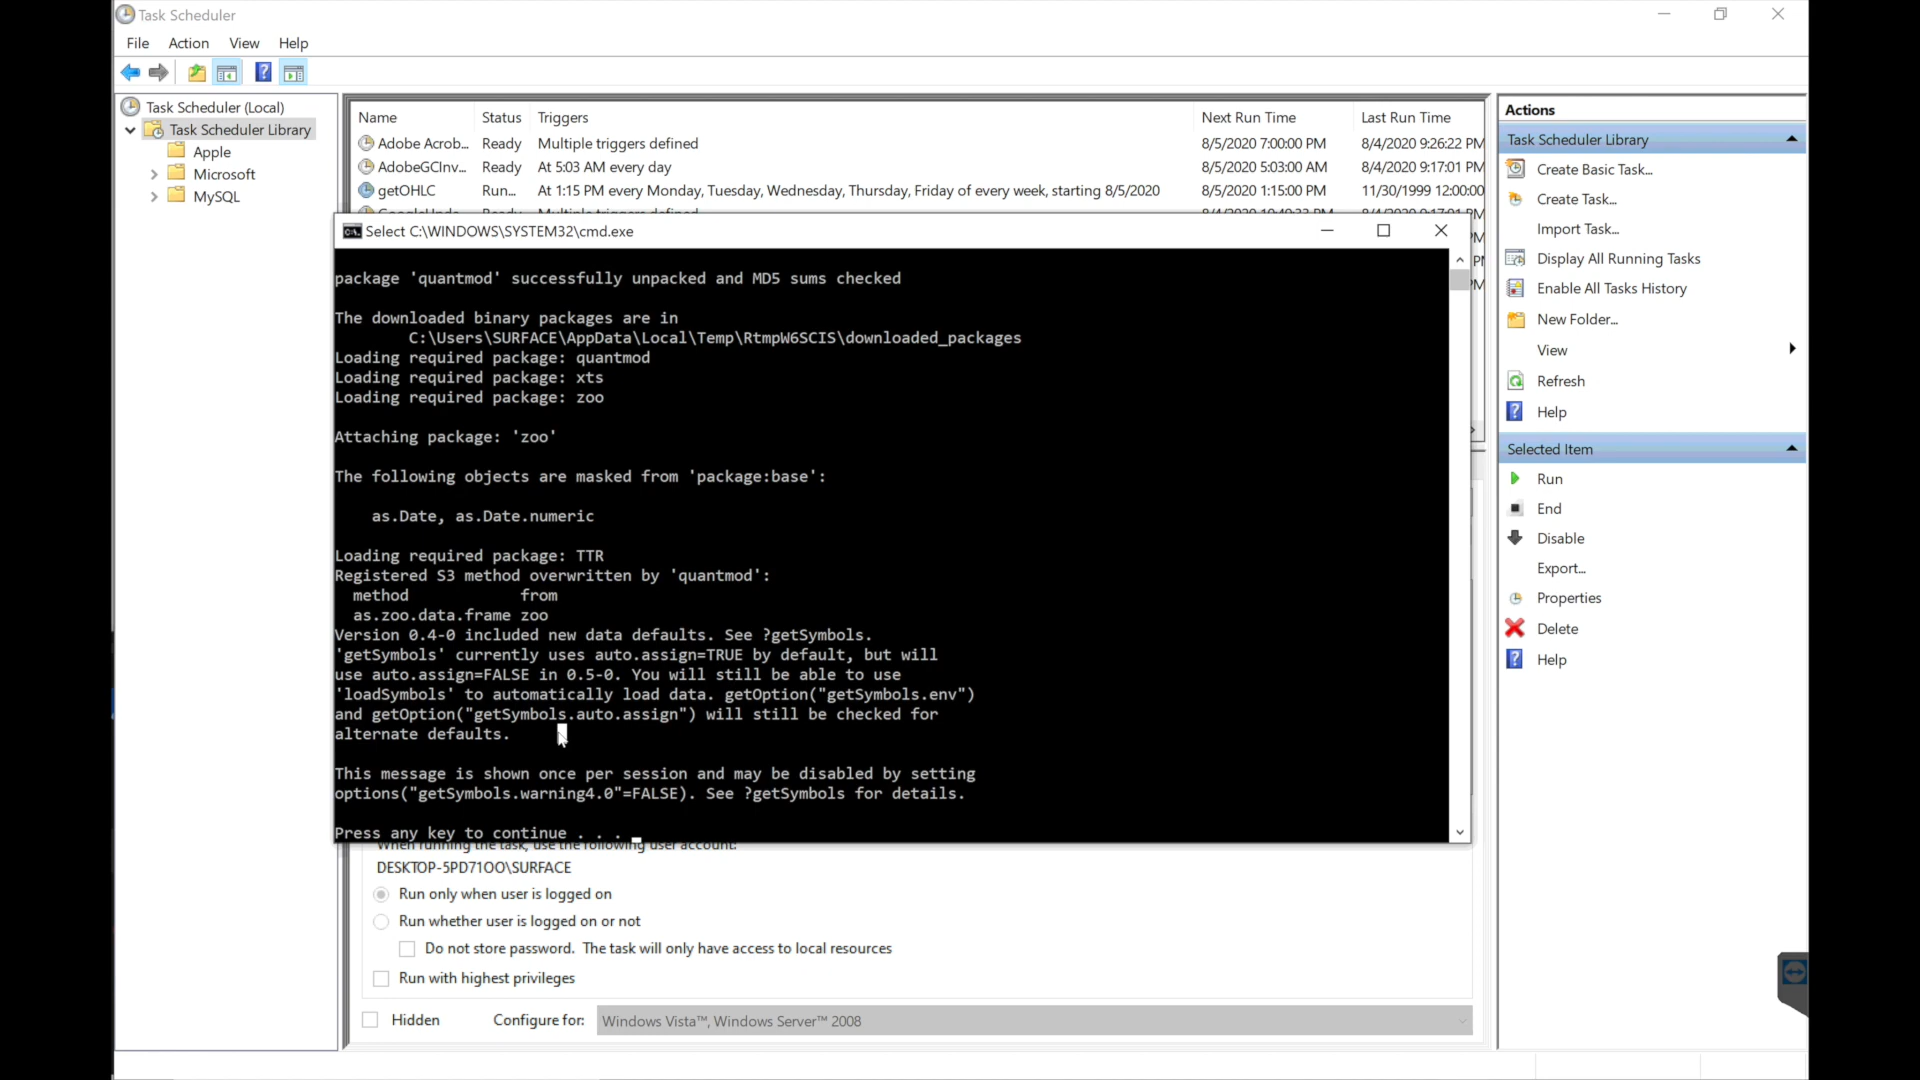 Task Scheduler
File Action View Help
Task Scheduler (Local)
Task Scheduler Library
Apple
Microsoft
MySQL
Name Status Triggers Next Run Time Last Run Time
Adobe Acrob... Ready Multiple triggers defined 8/5/2020 7:00:00 PM 8/4/2020 9:26:22 PM
AdobeGCInv... Ready At 5:03 AM every day 8/5/2020 5:03:00 AM 8/4/2020 9:17:01 PM
getOHLC Run... At 1:15 PM every Monday, Tuesday, Wednesday, Thursday, Friday of every week, starting 8/5/2020 8/5/2020 1:15:00 PM 11/30/1999 12:00:00
Select C:\WINDOWS\SYSTEM32\cmd.exe
package 'quantmod' successfully unpacked and MD5 sums checked
The downloaded binary packages are in
C:\Users\SURFACE\AppData\Local\Temp\RtmpW6SCIS\downloaded_packages
Loading required package: quantmod
Loading required package: xts
Loading required package: zoo
Attaching package: 'zoo'
The following objects are masked from 'package:base':
as.Date, as.Date.numeric
Loading required package: TTR
Registered S3 method overwritten by 'quantmod':
method from
as.zoo.data.frame zoo
Version 0.4-0 included new data defaults. See ?getSymbols.
'getSymbols' currently uses auto.assign=TRUE by default, but will
use auto.assign=FALSE in 0.5-0. You will still be able to use
'loadSymbols' to automatically load data. getOption("getSymbols.env")
and getOption("getSymbols.auto.assign") will still be checked for
alternate defaults.
This message is shown once per session and may be disabled by setting
options("getSymbols.warning4.0"=FALSE). See ?getSymbols for details.
Press any key to continue . . .
When running the task, use the following user account:
DESKTOP-5PD71OO\SURFACE
Run only when user is logged on
Run whether user is logged on or not
Do not store password. The task will only have access to local resources
Run with highest privileges
Hidden Configure for: Windows Vista™, Windows Server™ 2008
Actions
Task Scheduler Library
Create Basic Task...
Create Task...
Import Task...
Display All Running Tasks
Enable All Tasks History
New Folder...
View
Refresh
Help
Selected Item
Run
End
Disable
Export...
Properties
Delete
Help